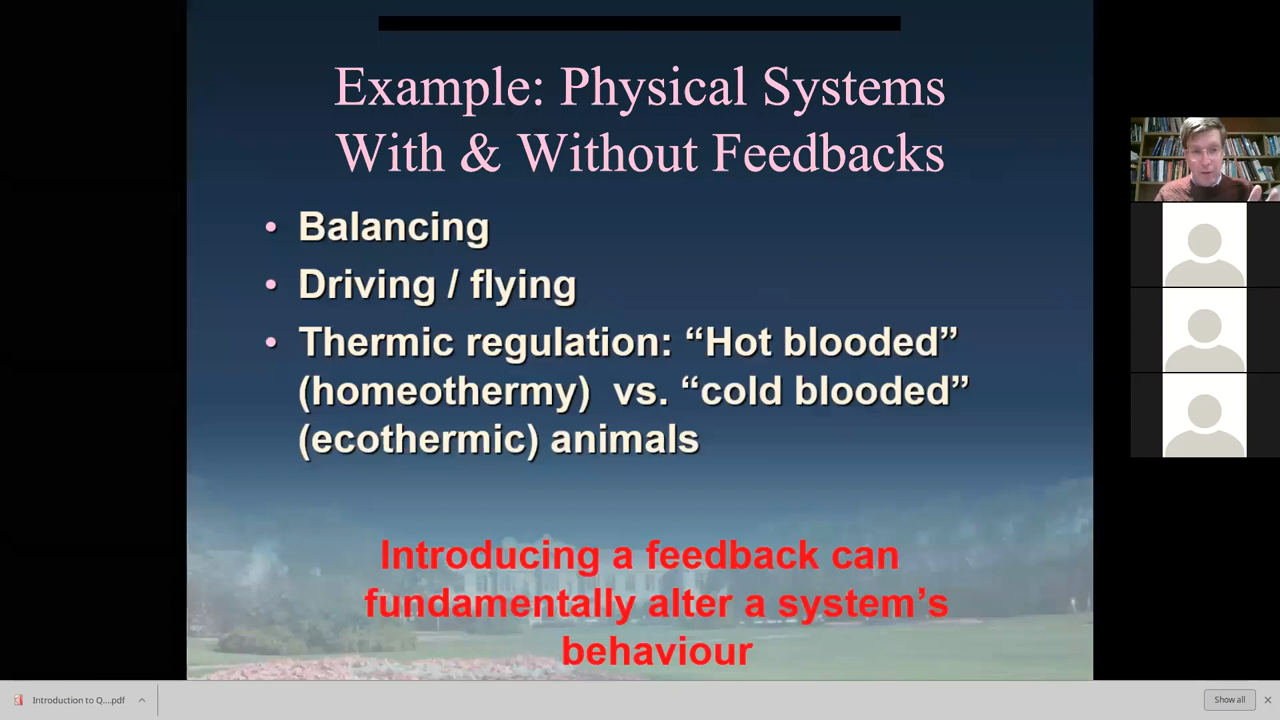 Example: Physical Systems
With & Without Feedbacks
• Balancing
• Driving / flying
• Thermic regulation: “Hot blooded”
(homeothermy) vs. “cold blooded”
(ecothermic) animals
Introducing a feedback can
fundamentally alter a system’s
behaviour
Introduction to Q....pdf
Show all